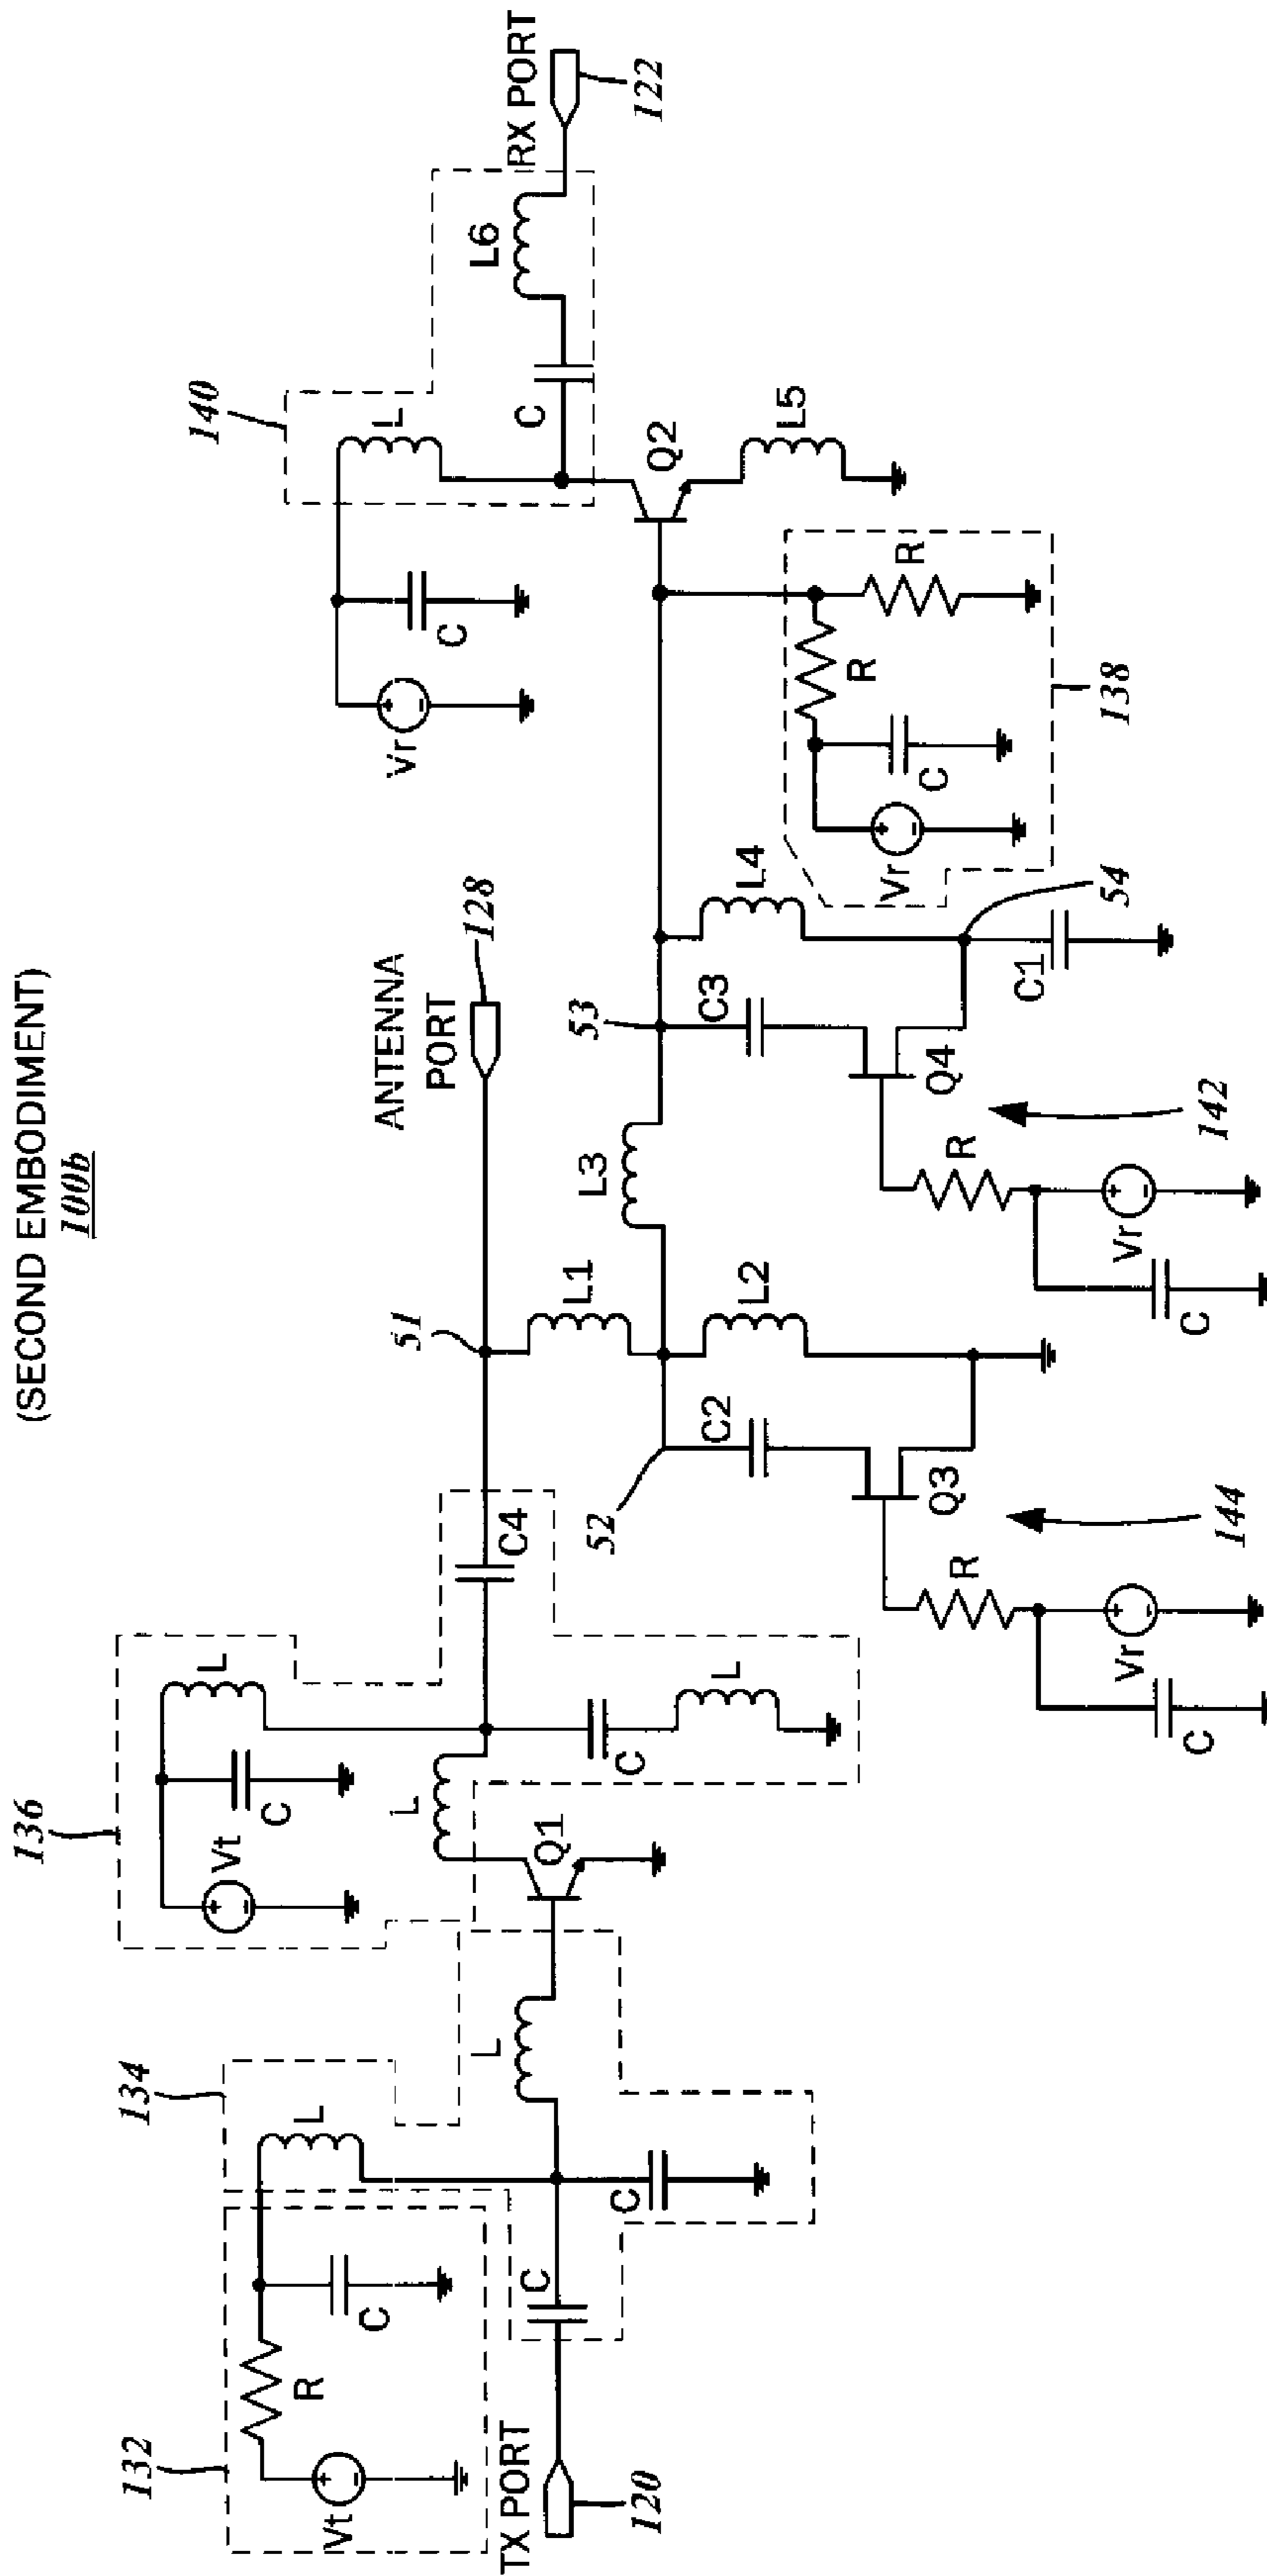 (SECOND EMBODIMENT)
100b
132
Vt
R
C
L
134
TX PORT
120
C
C
L
136
Vt
C
L
L
Q1
C
L
C4
51
ANTENNA
PORT
128
L1
52
L2
C2
Q3
R
Vr
C
144
L3
53
C3
L4
Q4
54
C1
R
Vr
C
142
Vr
C
R
R
138
140
Vr
C
L
C
L6
RX PORT
122
Q2
L5